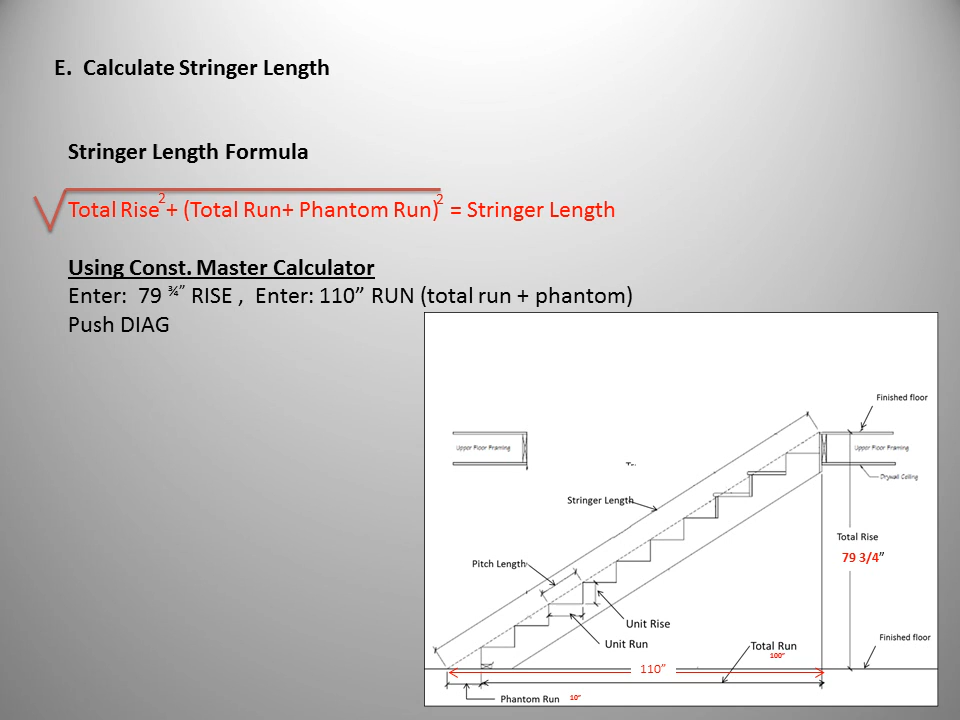 E. Calculate Stringer Length
Stringer Length Formula
Total Rise² + (Total Run+ Phantom Run)² = Stringer Length
Using Const. Master Calculator
Enter: 79 ¾” RISE , Enter: 110” RUN (total run + phantom)
Push DIAG
Finished floor
Upper Floor Framing
Upper Floor Framing
Drywall Ceiling
Stringer Length
Total Rise
79 3/4”
Pitch Length
Unit Rise
Unit Run
Finished floor
Total Run
100”
110”
Phantom Run
10”